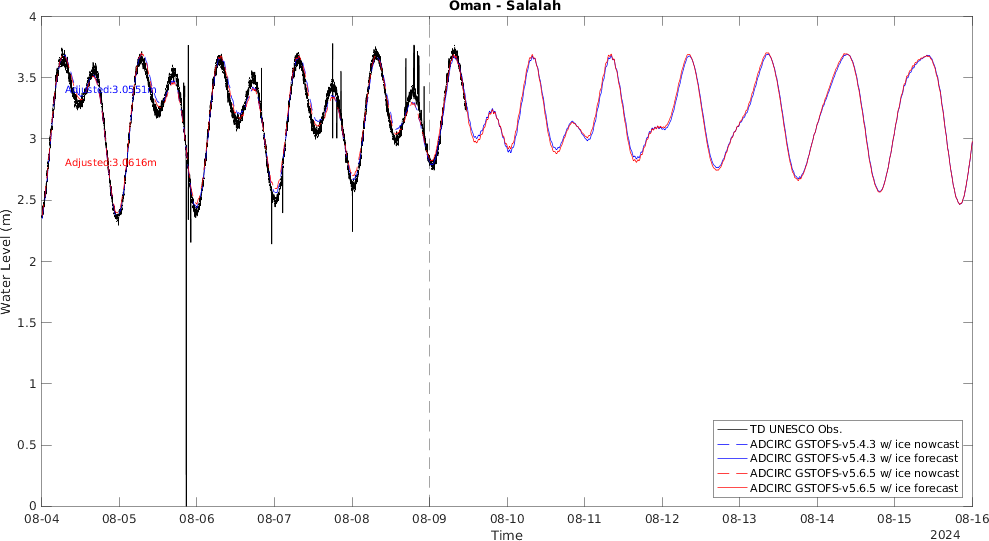 Oman - Salalah
4
3.5
3
2.5
2
1.5
1
0.5
0
Water Level (m)
Adjusted:3.0551m
Adjusted:3.0616m
TD UNESCO Obs.
ADCIRC GSTOFS-v5.4.3 w/ ice nowcast
ADCIRC GSTOFS-v5.4.3 w/ ice forecast
ADCIRC GSTOFS-v5.6.5 w/ ice nowcast
ADCIRC GSTOFS-v5.6.5 w/ ice forecast
08-04 08-05 08-06 08-07 08-08 08-09 08-10 08-11 08-12 08-13 08-14 08-15 08-16
Time
2024